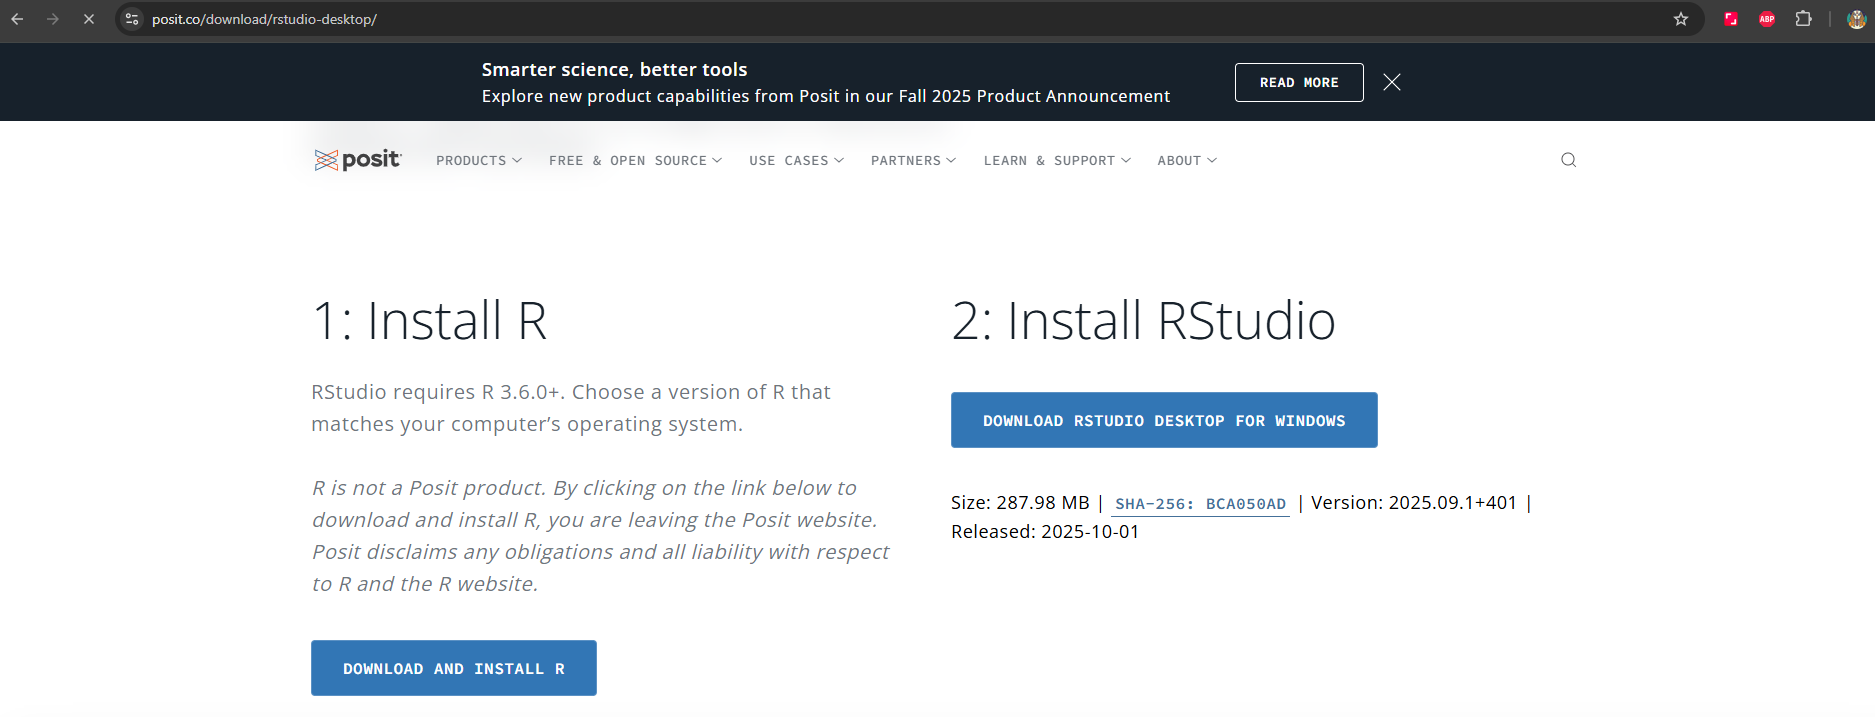 posit.co/download/rstudio-desktop/
ABP
Smarter science, better tools
Explore new product capabilities from Posit in our Fall 2025 Product Announcement
READ MORE
posit
PRODUCTS
FREE & OPEN SOURCE
USE CASES
PARTNERS
LEARN & SUPPORT
ABOUT
1: Install R
RStudio requires R 3.6.0+. Choose a version of R that
matches your computer’s operating system.
R is not a Posit product. By clicking on the link below to
download and install R, you are leaving the Posit website.
Posit disclaims any obligations and all liability with respect
to R and the R website.
DOWNLOAD AND INSTALL R
2: Install RStudio
DOWNLOAD RSTUDIO DESKTOP FOR WINDOWS
Size: 287.98 MB | SHA-256: BCA050AD | Version: 2025.09.1+401 |
Released: 2025-10-01